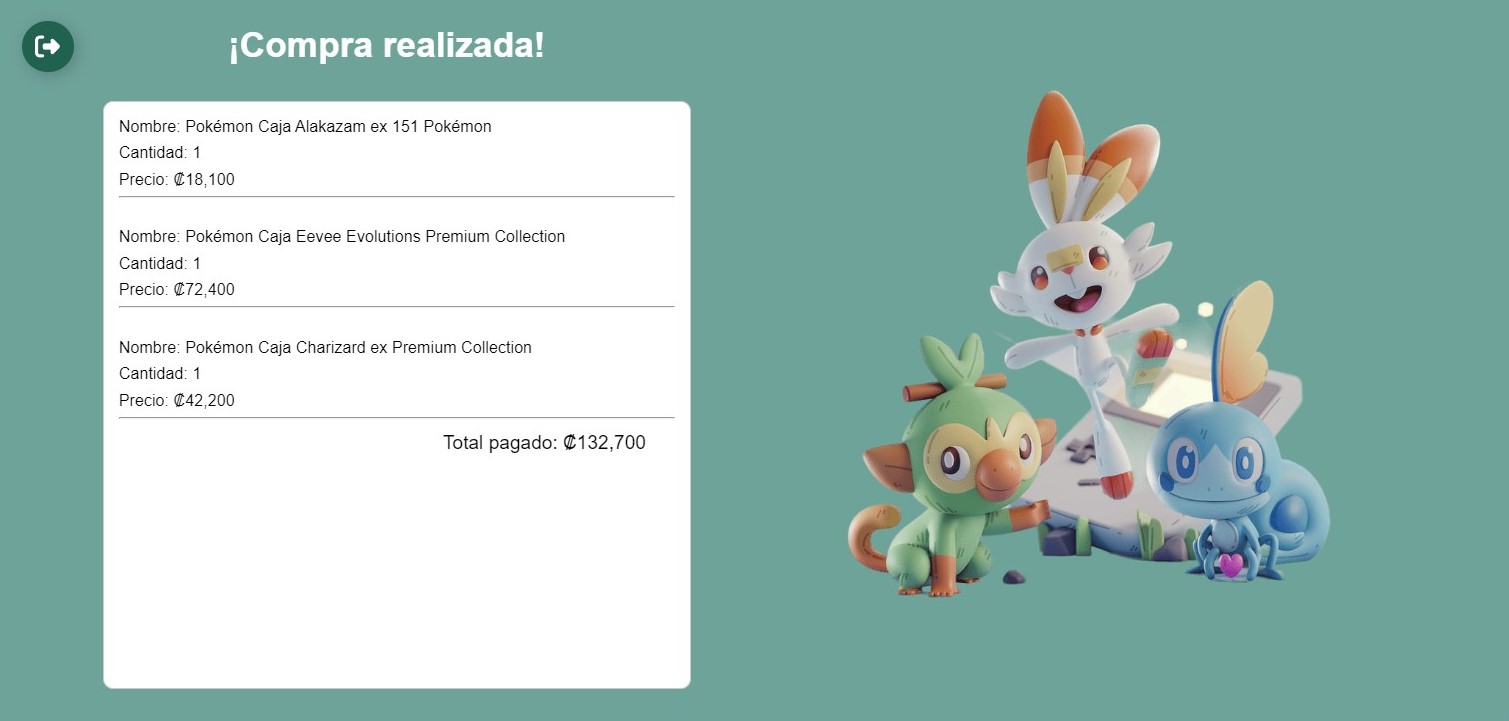 ¡Compra realizada!
Nombre: Pokémon Caja Alakazam ex 151 Pokémon
Cantidad: 1
Precio: ₡18,100
Nombre: Pokémon Caja Eevee Evolutions Premium Collection
Cantidad: 1
Precio: ₡72,400
Nombre: Pokémon Caja Charizard ex Premium Collection
Cantidad: 1
Precio: ₡42,200
Total pagado: ₡132,700